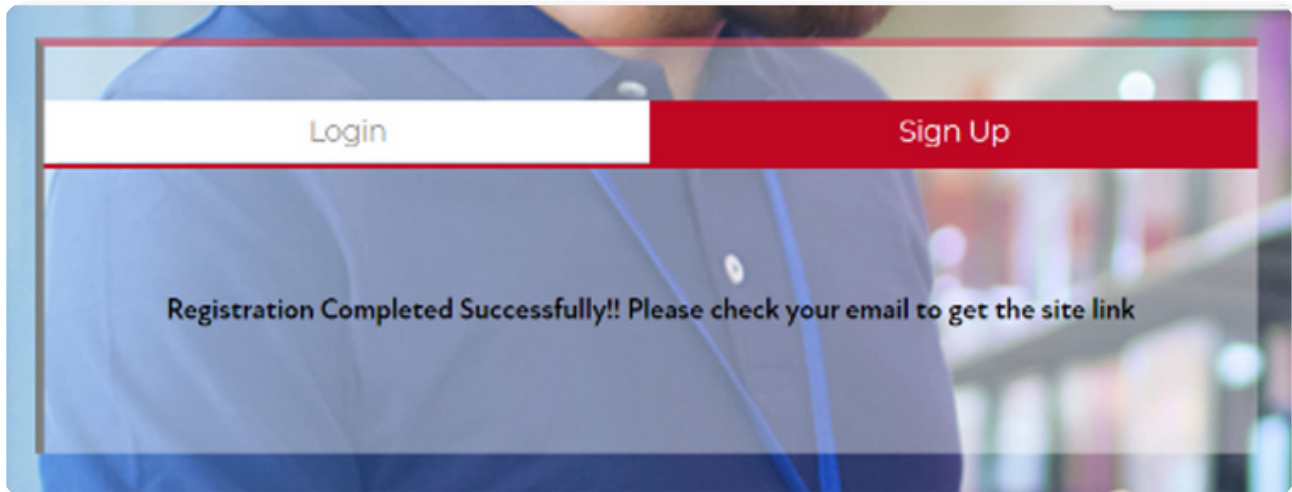 Login
Sign Up
Registration Completed Successfully!! Please check your email to get the site link